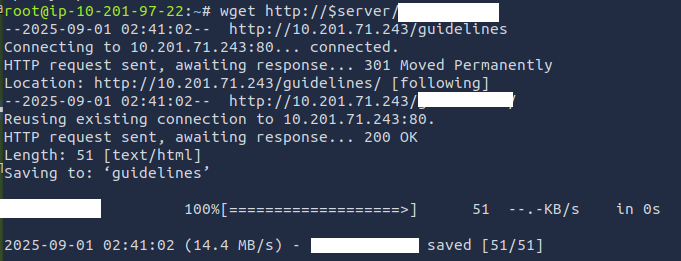 root@ip-10-201-97-22:~# wget http://$server/
--2025-09-01 02:41:02--  http://10.201.71.243/guidelines
Connecting to 10.201.71.243:80... connected.
HTTP request sent, awaiting response... 301 Moved Permanently
Location: http://10.201.71.243/guidelines/ [following]
--2025-09-01 02:41:02--  http://10.201.71.243/
Reusing existing connection to 10.201.71.243:80.
HTTP request sent, awaiting response... 200 OK
Length: 51 [text/html]
Saving to: ‘guidelines’
100%[===================>]      51  --.-KB/s    in 0s
2025-09-01 02:41:02 (14.4 MB/s) - saved [51/51]